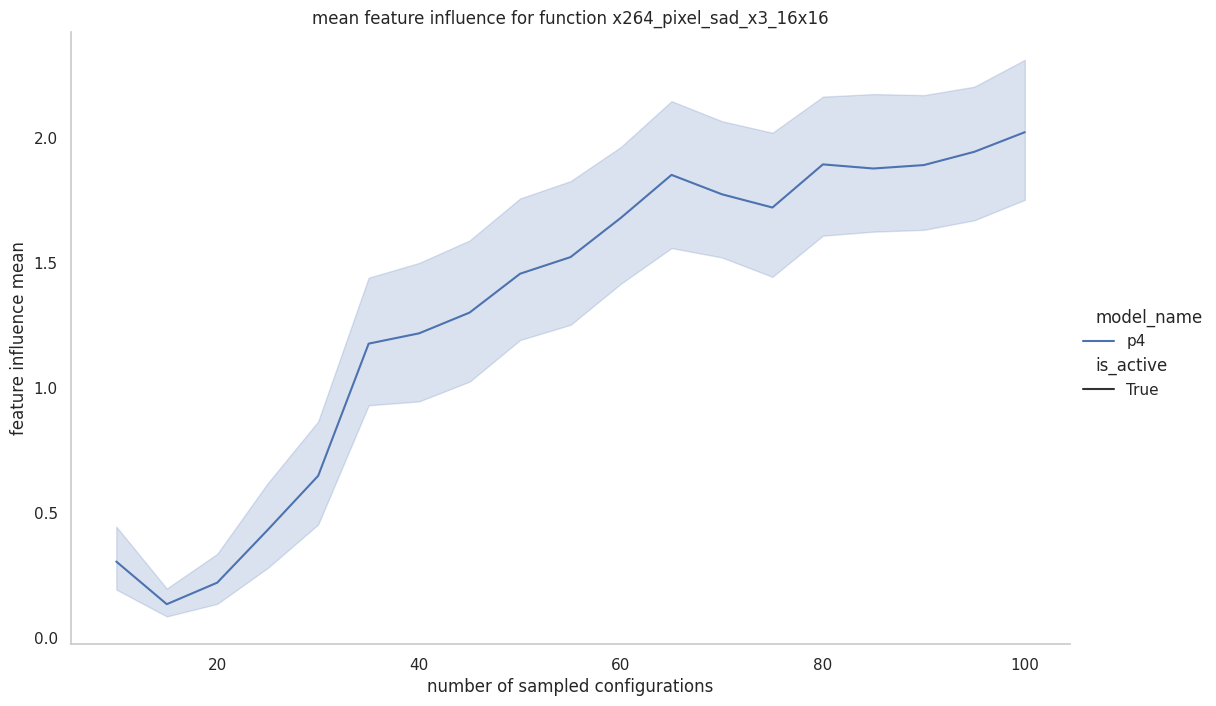 mean feature influence for function x264_pixel_sad_x3_16x16
feature influence mean
2.0
1.5
1.0
0.5
0.0
20
40
60
80
100
number of sampled configurations
model_name
p4
is_active
True